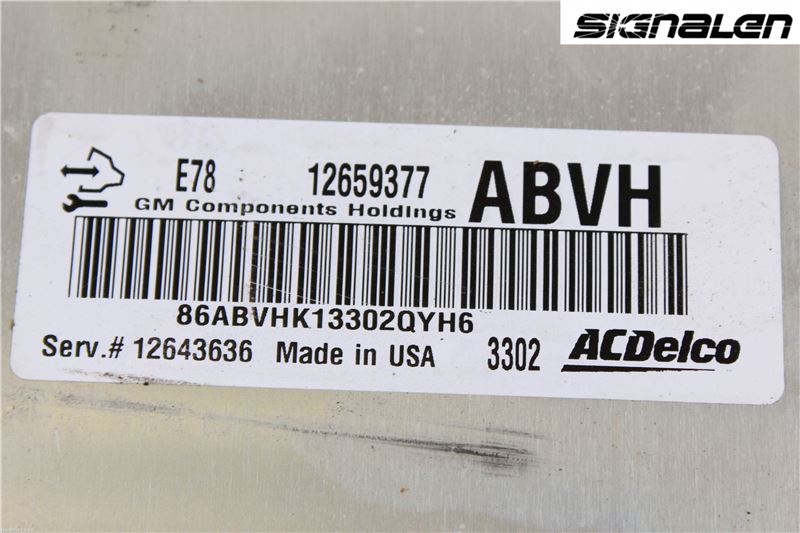 SIGNALEN
E78 12659377 ABVH
GM Components Holdings
86ABVHK13302QYH6
Serv.# 12643636 Made in USA 3302 ACDelco